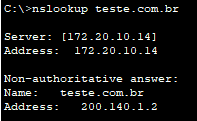 C:\>nslookup teste.com.br
Server: [172.20.10.14]
Address: 172.20.10.14
Non-authoritative answer:
Name: teste.com.br
Address: 200.140.1.2